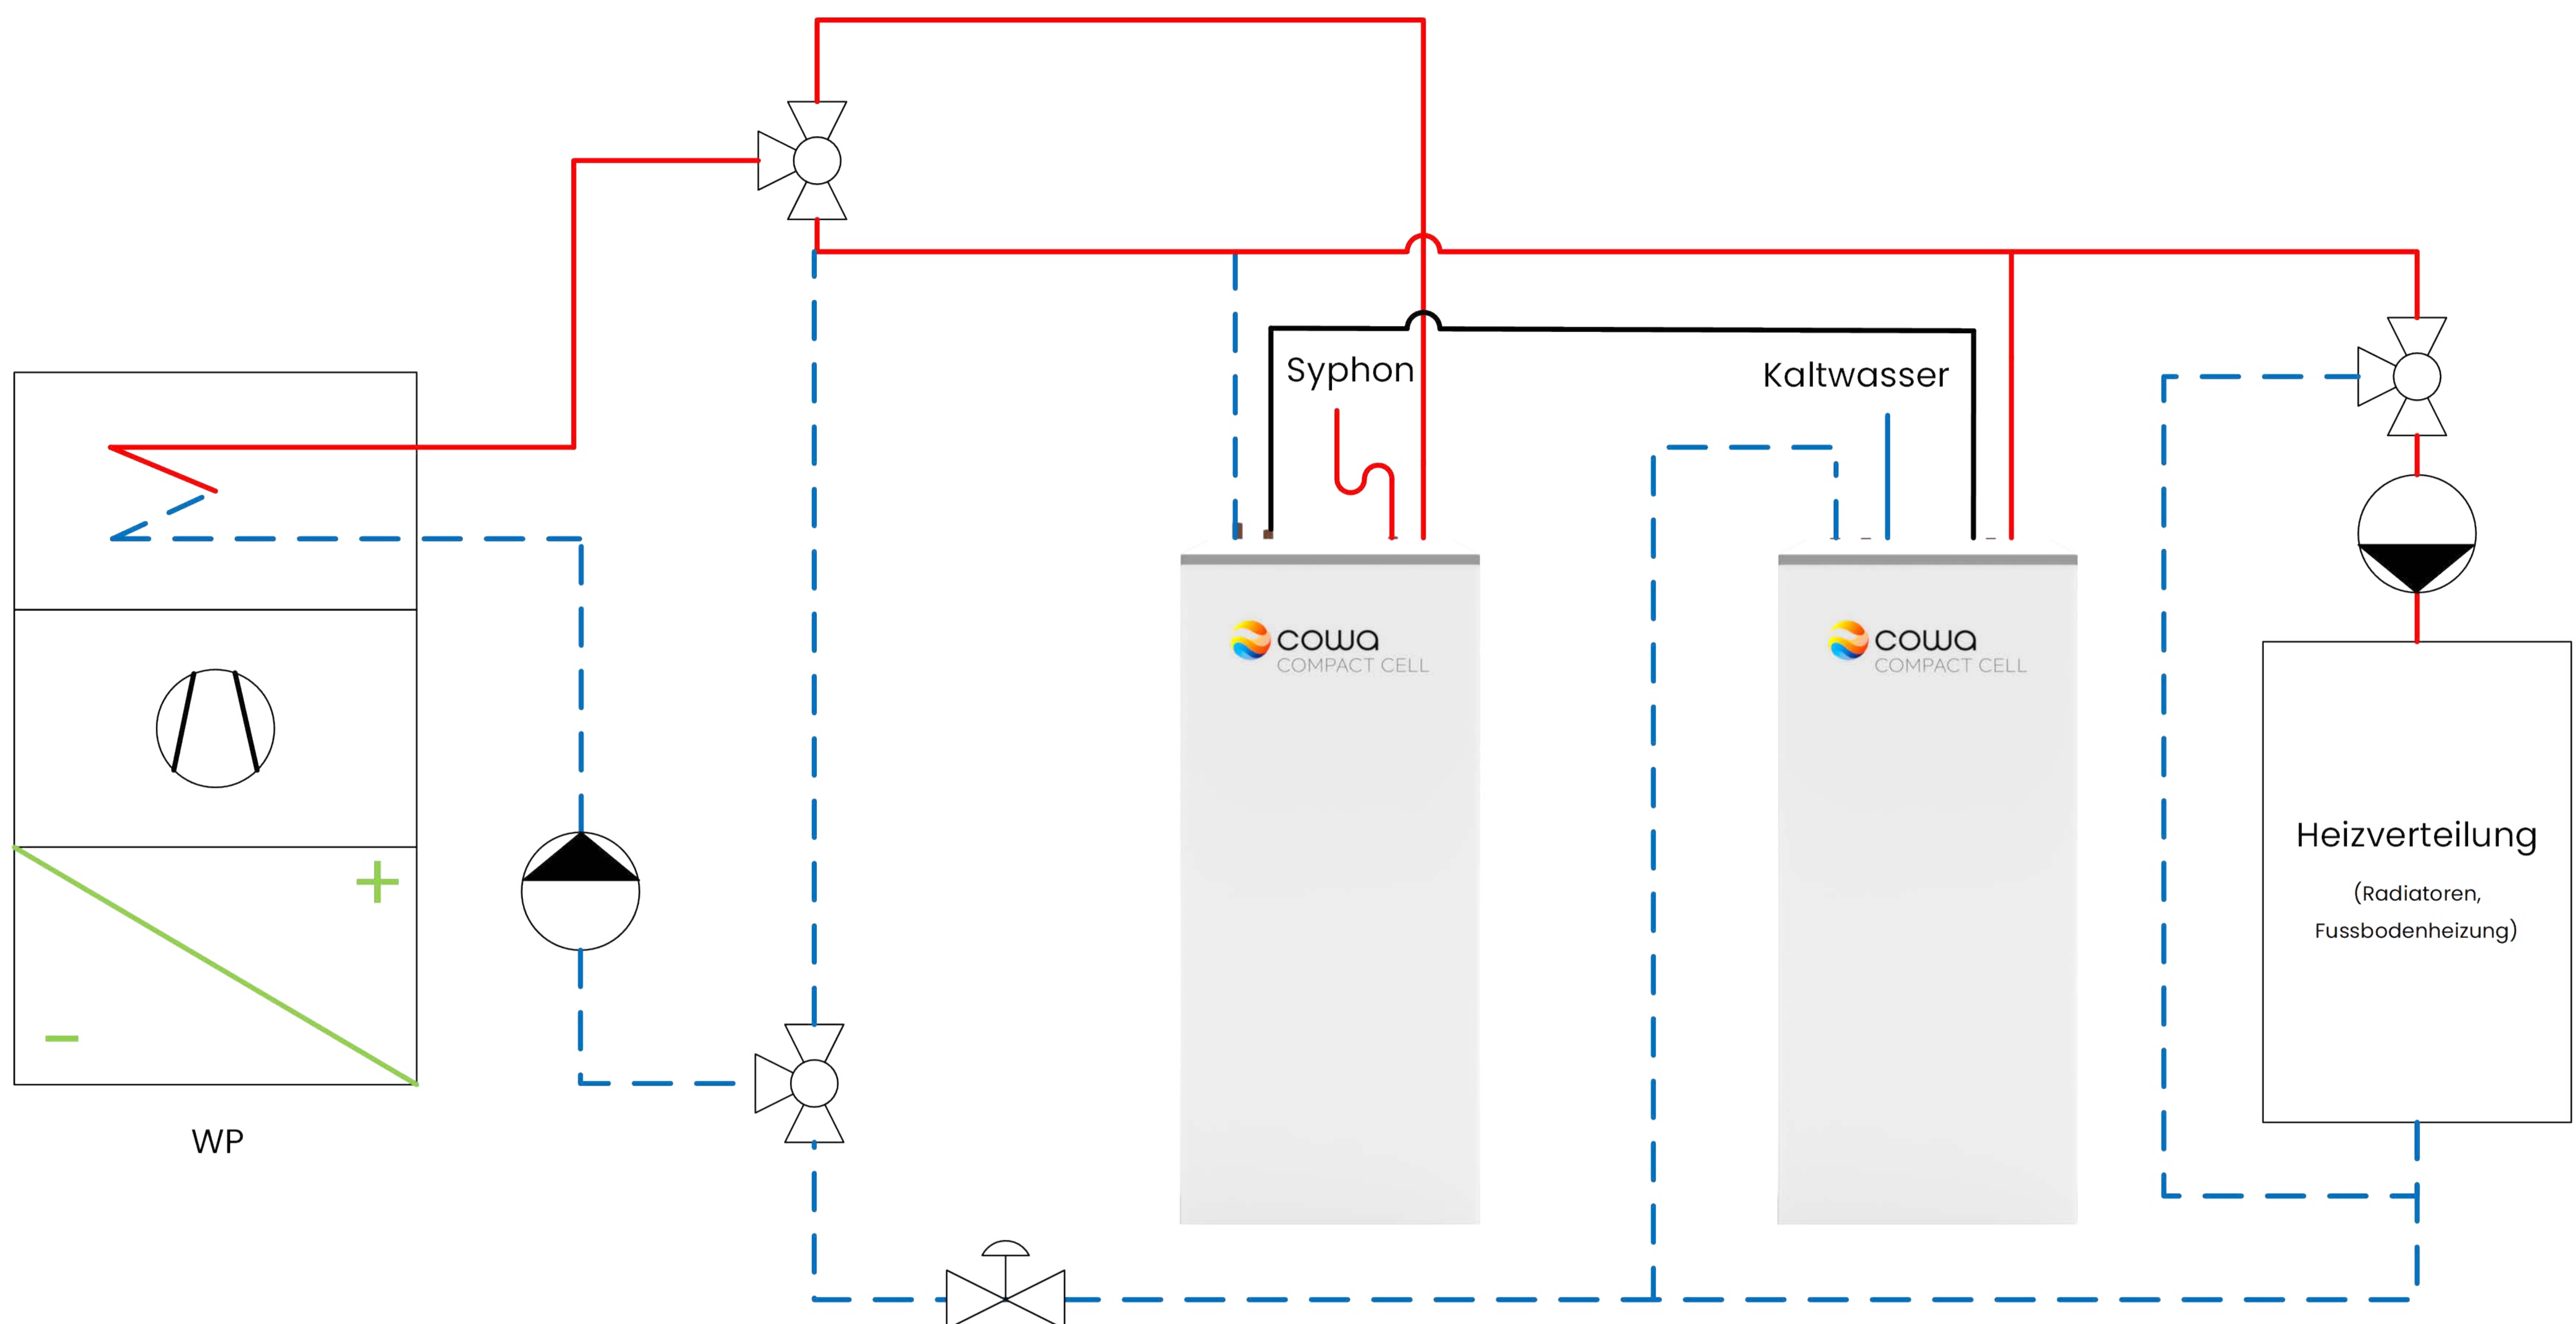 Syphon
Kaltwasser
cowa
COMPACT CELL
cowa
COMPACT CELL
+
−
WP
Heizverteilung
(Radiatoren,
Fussbodenheizung)